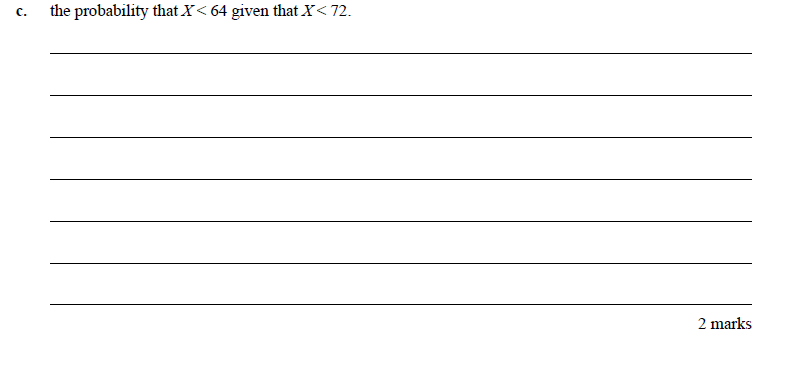 c. the probability that X < 64 given that X < 72.
2 marks